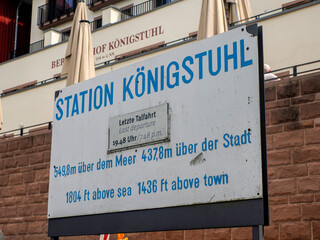 BERGHOF KÖNIGSTUHL
STATION KÖNIGSTUHL
Letzte Talfahrt
Last departure
19.48 Uhr / 7.48 p.m.
549,8m über dem Meer 437,8m über der Stadt
1804 ft above sea 1436 ft above town